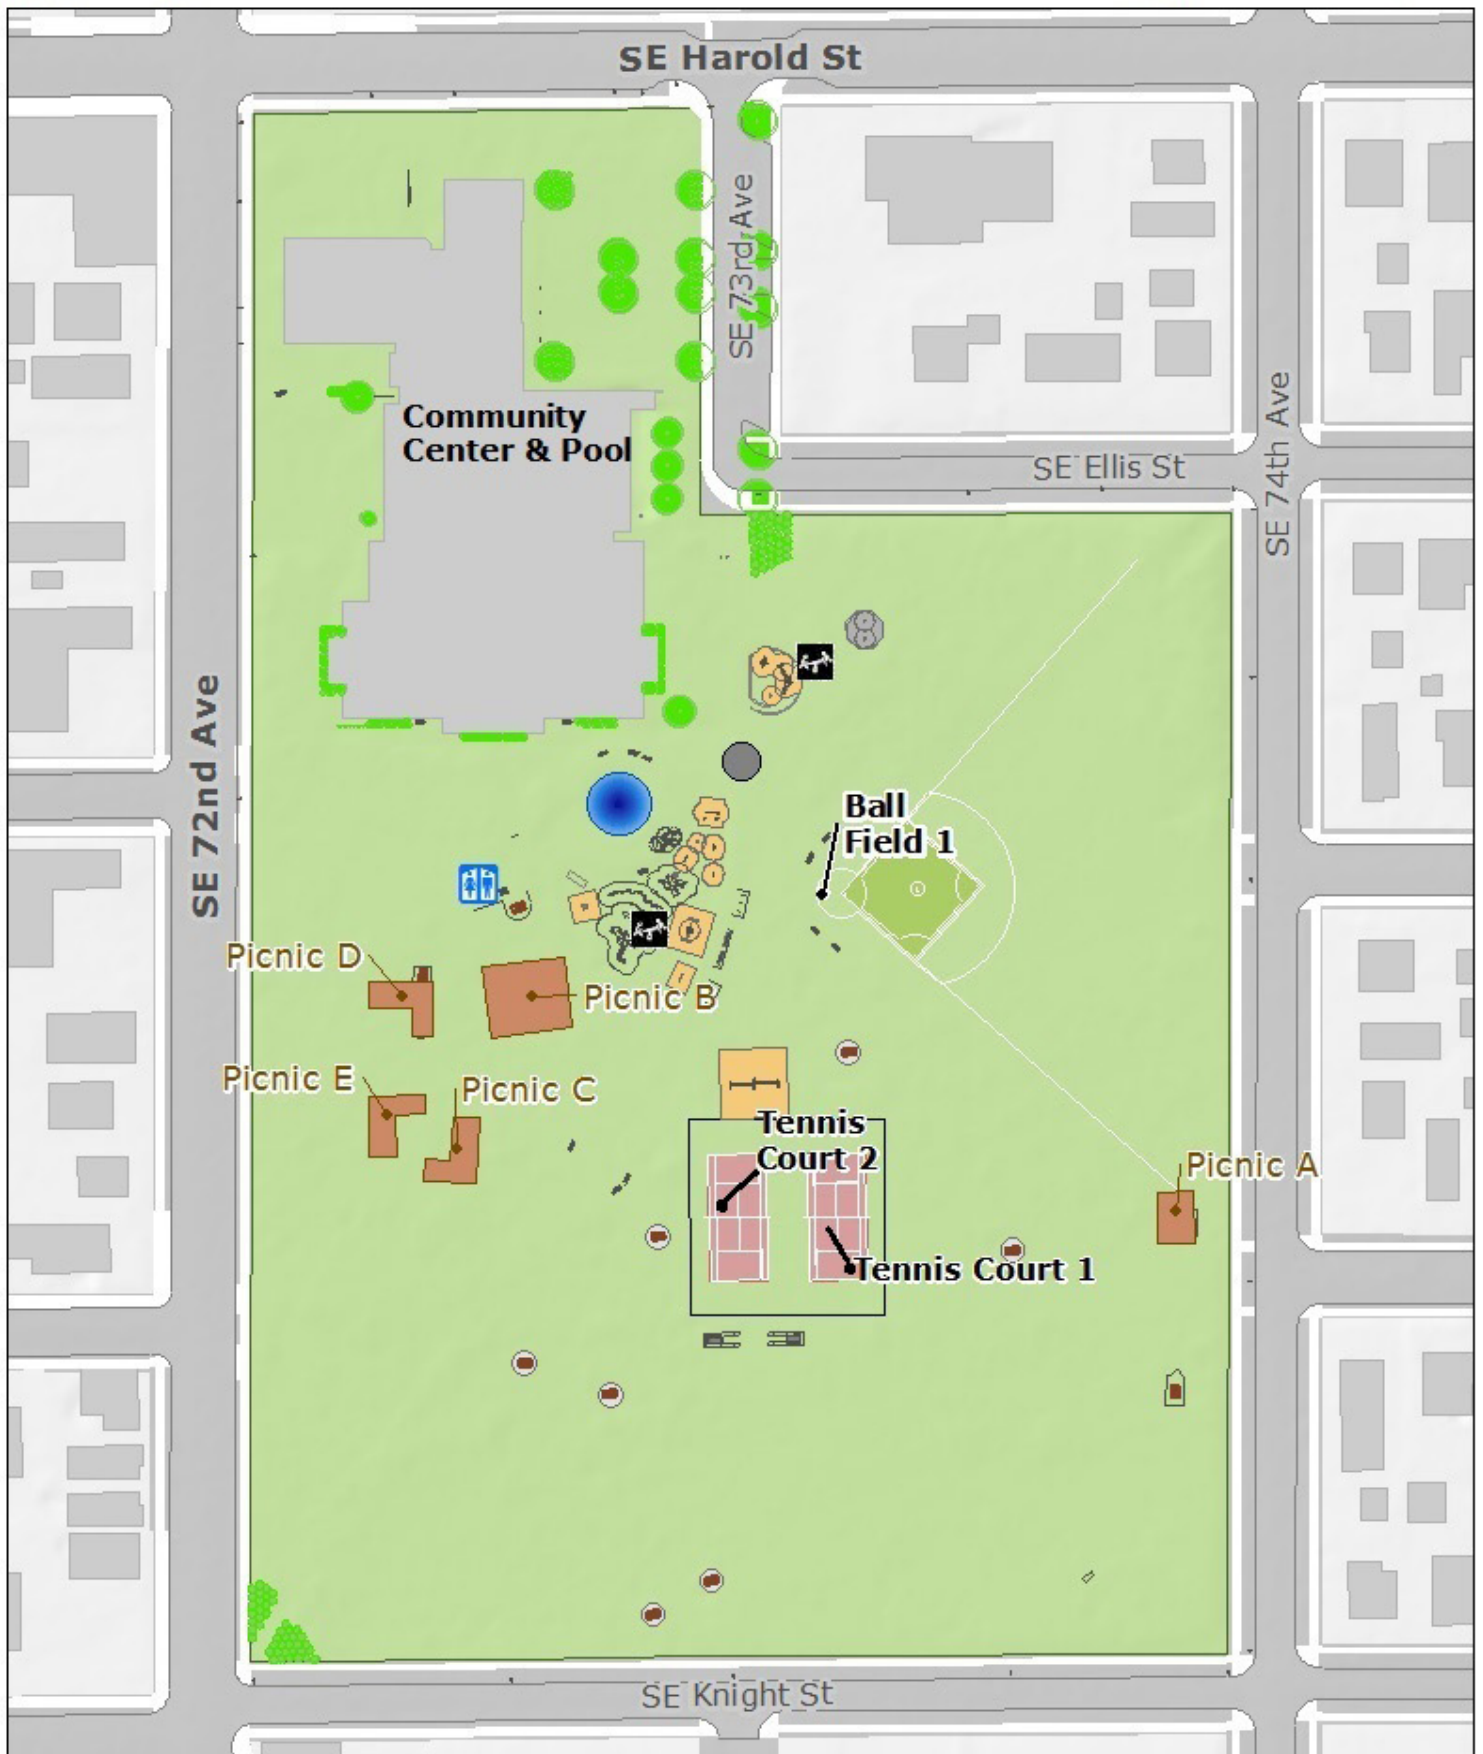 SE Harold St
SE 73rd Ave
Community
Center & Pool
SE Ellis St
SE 74th Ave
SE 72nd Ave
Ball
Field 1
Picnic D
Picnic B
Picnic E
Picnic C
Tennis
Court 2
Picnic A
Tennis Court 1
SE Knight St